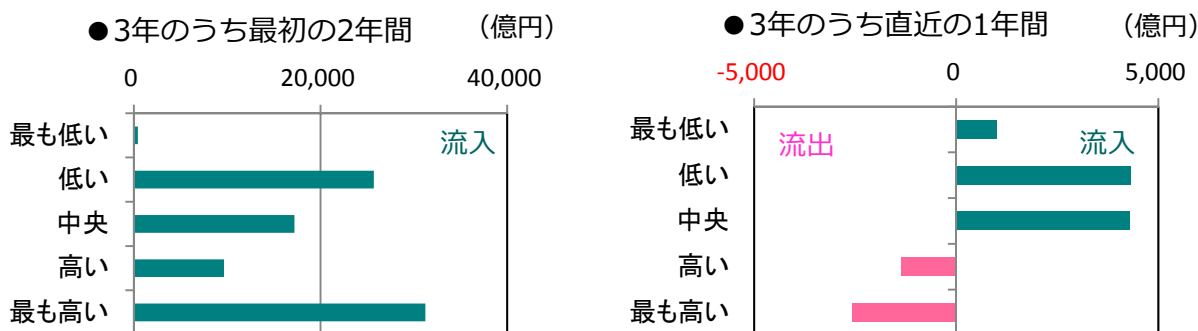 ●3年のうち最初の2年間 (億円)
0 20,000 40,000
最も低い
流入
低い
中央
高い
最も高い
●3年のうち直近の1年間 (億円)
-5,000 0 5,000
最も低い
流出 流入
低い
中央
高い
最も高い